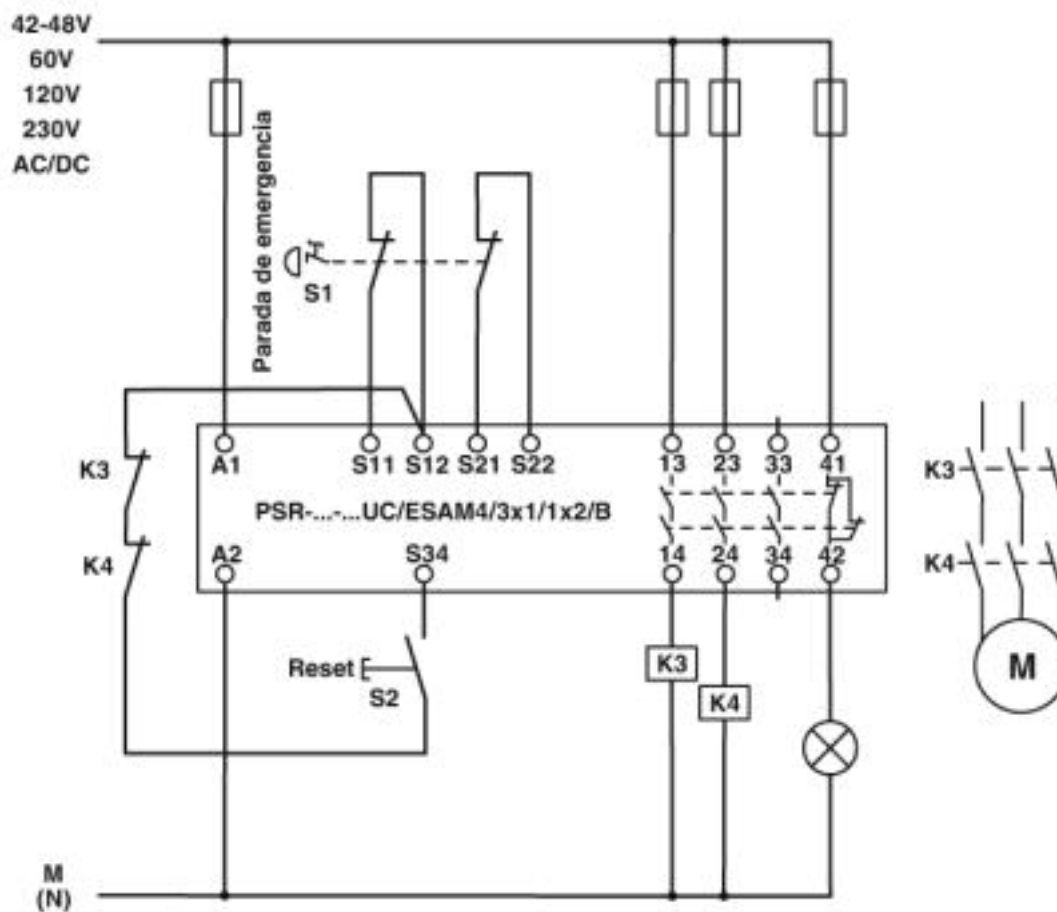 42-48V
60V
120V
230V
AC/DC
Parada de emergencia
S1
K3
K4
A1
S11 S12 S21 S22
13 23 33 41
PSR-...-...UC/ESAM4/3x1/1x2/B
A2
S34
14 24 34 42
K3
K4
Reset
S2
K3
K4
M
M
(N)